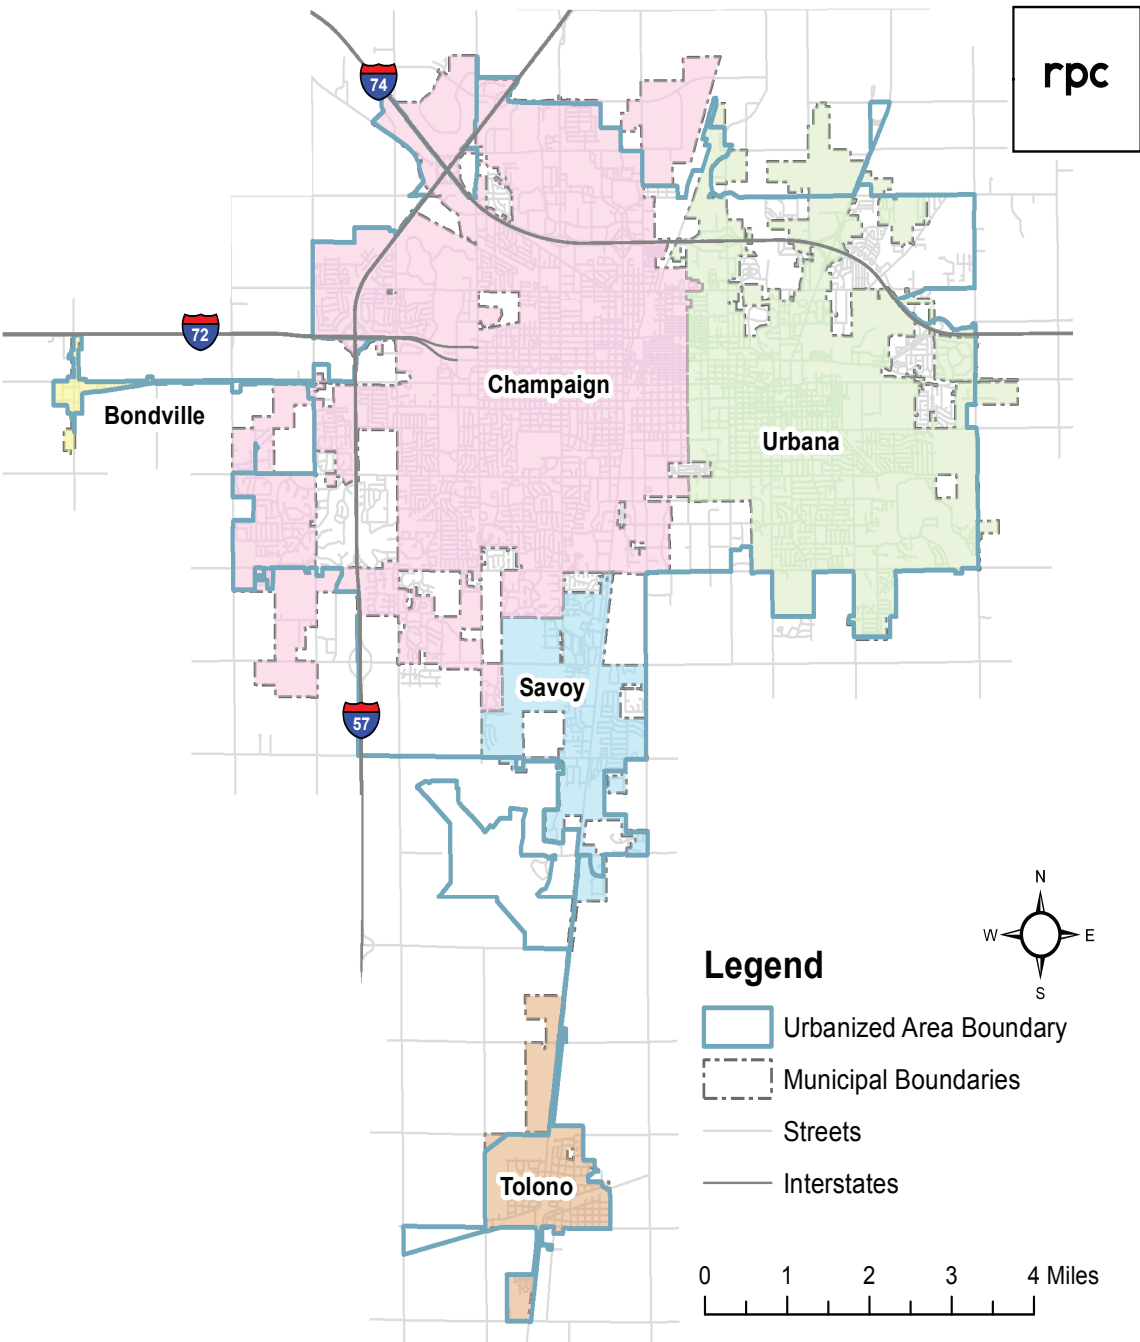 rpc
74
72
Champaign
Bondville
Urbana
Savoy
57
N
W E
S
Legend
Urbanized Area Boundary
Municipal Boundaries
Streets
Interstates
Tolono
0 1 2 3 4 Miles